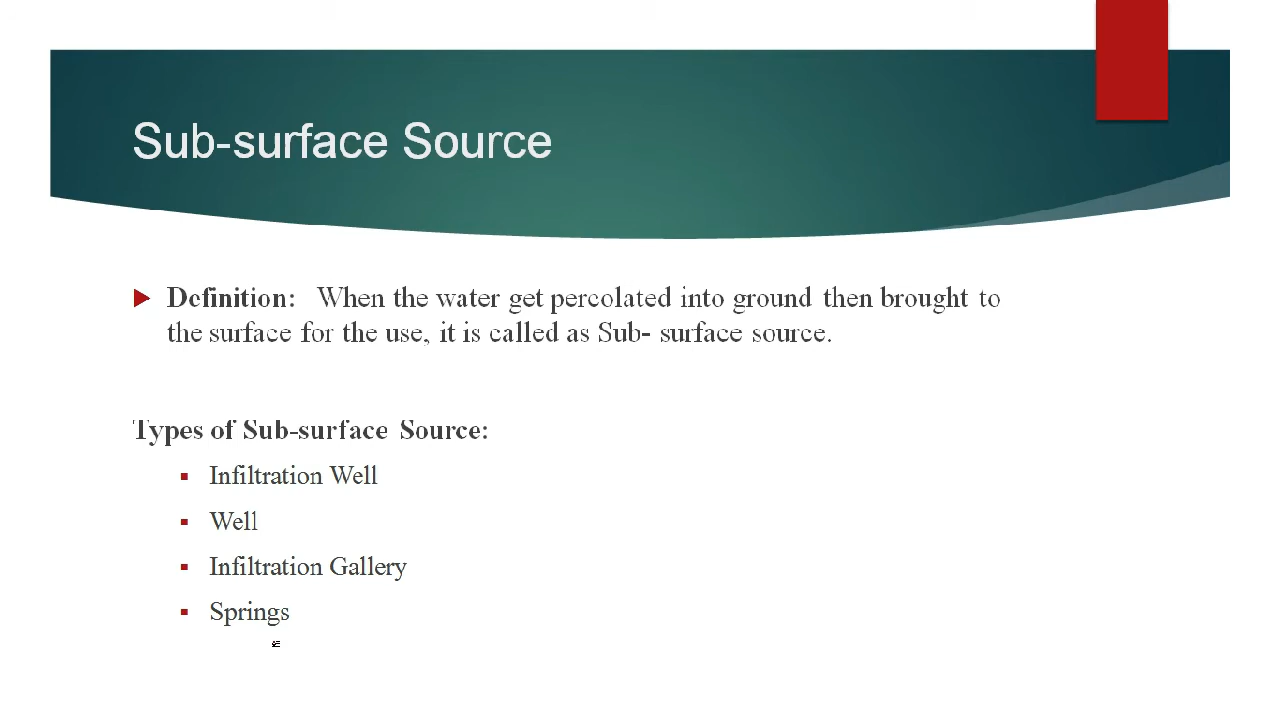 Sub-surface Source
Definition: When the water get percolated into ground then brought to
the surface for the use, it is called as Sub- surface source.
Types of Sub-surface Source:
Infiltration Well
Well
Infiltration Gallery
Springs